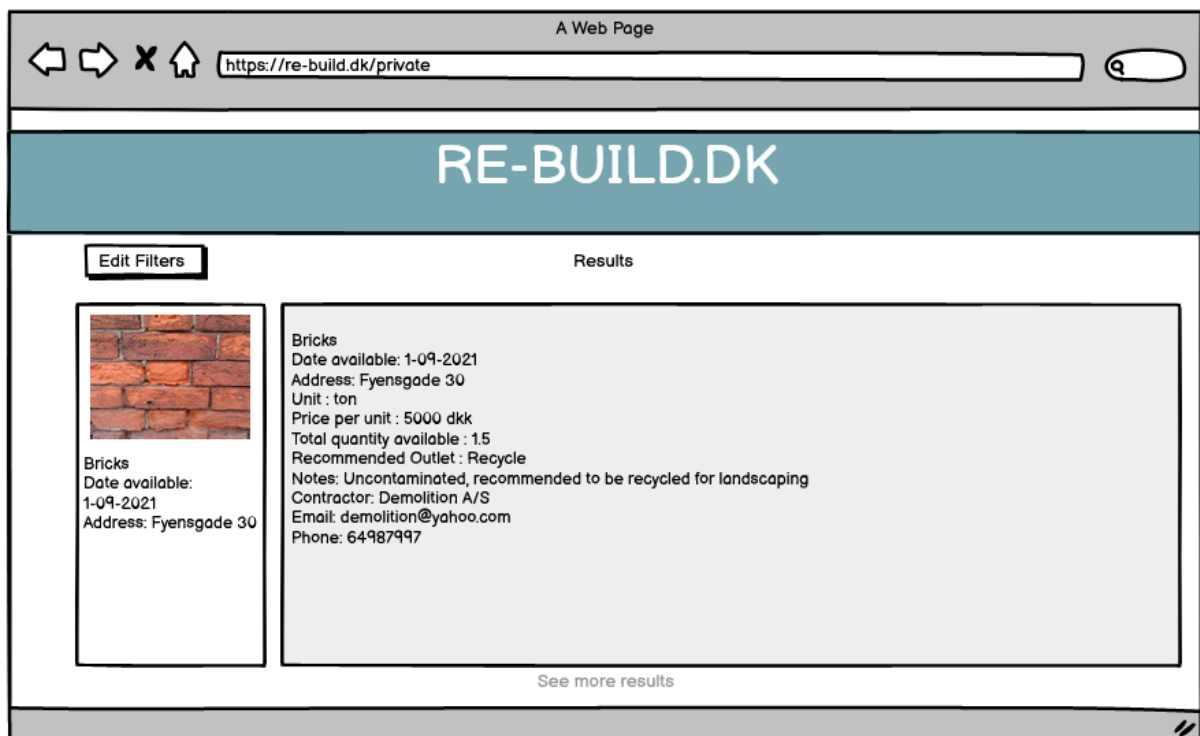 A Web Page
https://re-build.dk/private
RE-BUILD.DK
Edit Filters
Results
Bricks
Date available:
1-09-2021
Address: Fyensgade 30
Bricks
Date available: 1-09-2021
Address: Fyensgade 30
Unit : ton
Price per unit : 5000 dkk
Total quantity available : 1.5
Recommended Outlet : Recycle
Notes: Uncontaminated, recommended to be recycled for landscaping
Contractor: Demolition A/S
Email: demolition@yahoo.com
Phone: 64987997
See more results